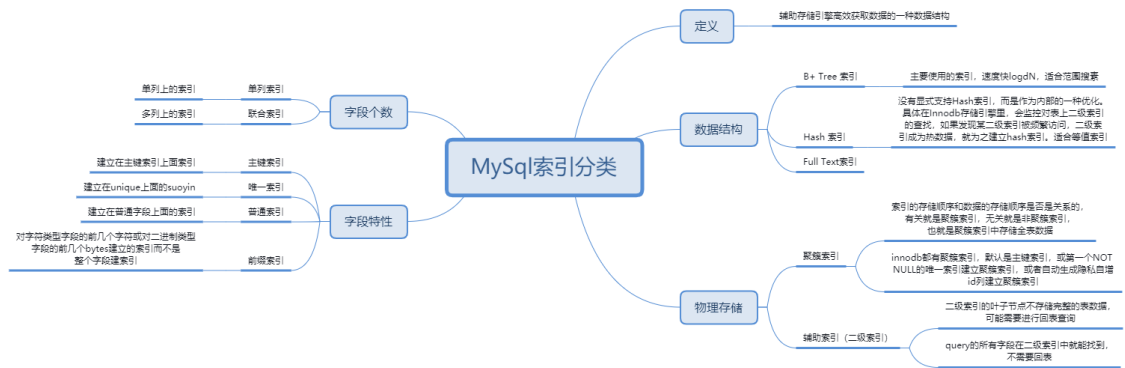 MySql索引分类
定义
辅助存储引擎高效获取数据的一种数据结构
数据结构
B+ Tree 索引
主要使用的索引，速度快logdN，适合范围搜素
Hash 索引
没有显式支持Hash索引，而是作为内部的一种优化。
具体在Innodb存储引擎里，会监控对表上二级索引
的查找，如果发现某二级索引被频繁访问，二级索
引成为热数据，就为之建立hash索引。适合等值索引
Full Text索引
物理存储
聚簇索引
索引的存储顺序和数据的存储顺序是否是关系的，
有关就是聚簇索引，无关就是非聚簇索引，
也就是聚簇索引中存储全表数据
innodb都有聚簇索引，默认是主键索引，或第一个NOT
NULL的唯一索引建立聚簇索引，或者自动生成隐私自增
id列建立聚簇索引
辅助索引（二级索引）
二级索引的叶子节点不存储完整的表数据，
可能需要进行回表查询
query的所有字段在二级索引中就能找到，
不需要回表
字段个数
单列索引
单列上的索引
联合索引
多列上的索引
字段特性
主键索引
建立在主键索引上面索引
唯一索引
建立在unique上面的suoyin
普通索引
建立在普通字段上面的索引
前缀索引
对字符类型字段的前几个字符或对二进制类型
字段的前几个bytes建立的索引而不是
整个字段建索引